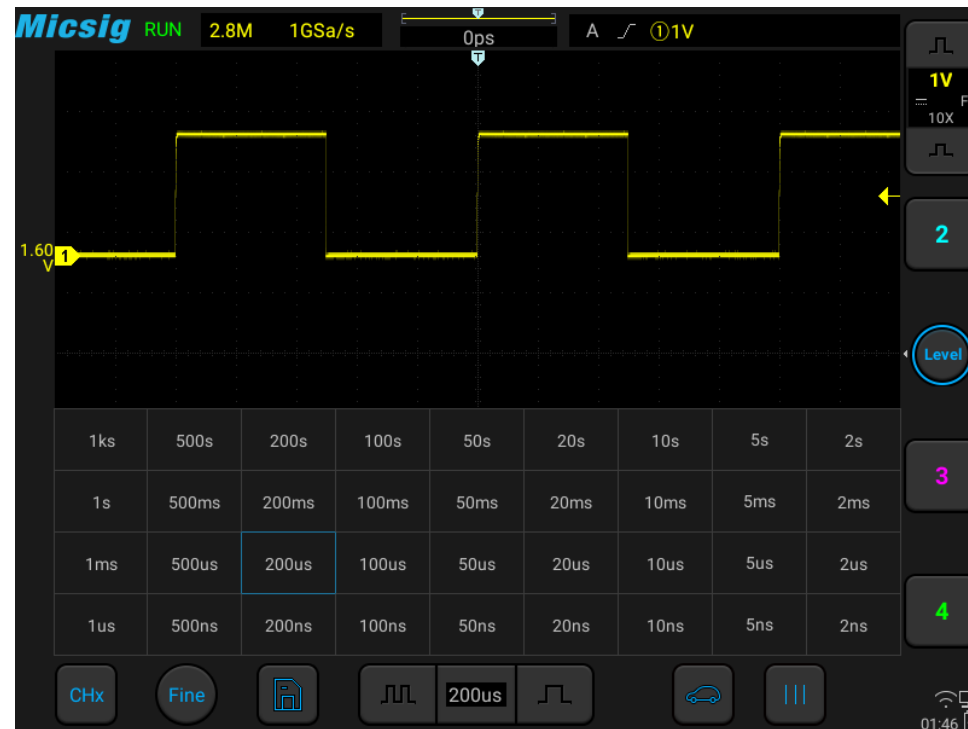 Micsig RUN 2.8M 1GSa/s 0ps A ①1V
T
T
1V
F
10X
2
1.60
V
1
Level
1ks 500s 200s 100s 50s 20s 10s 5s 2s
3
1s 500ms 200ms 100ms 50ms 20ms 10ms 5ms 2ms
1ms 500us 200us 100us 50us 20us 10us 5us 2us
4
1us 500ns 200ns 100ns 50ns 20ns 10ns 5ns 2ns
CHx Fine 200us
01:46